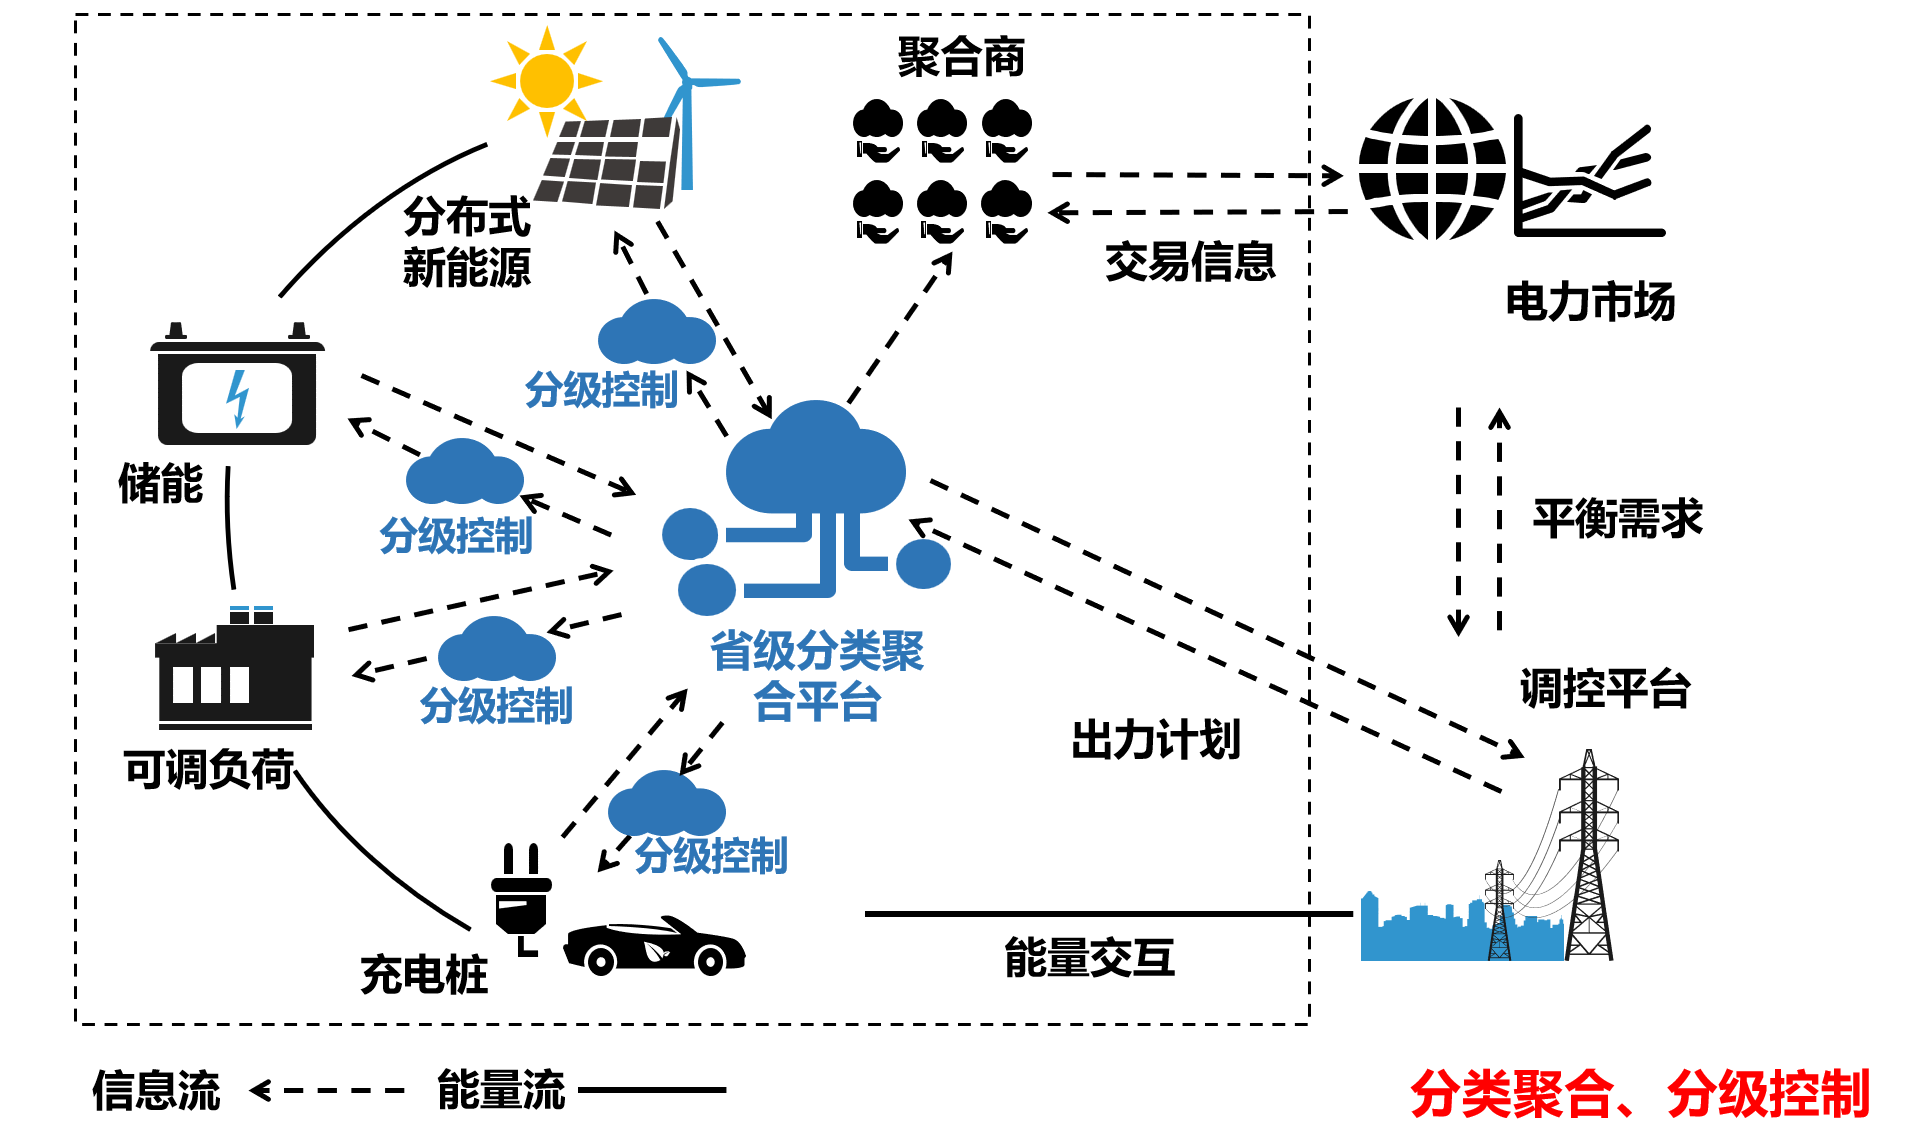 聚合商
分布式
新能源
交易信息
电力市场
分级控制
储能
分级控制
平衡需求
省级分类聚
合平台
调控平台
分级控制
出力计划
可调负荷
分级控制
充电桩
能量交互
信息流
能量流
分类聚合、分级控制